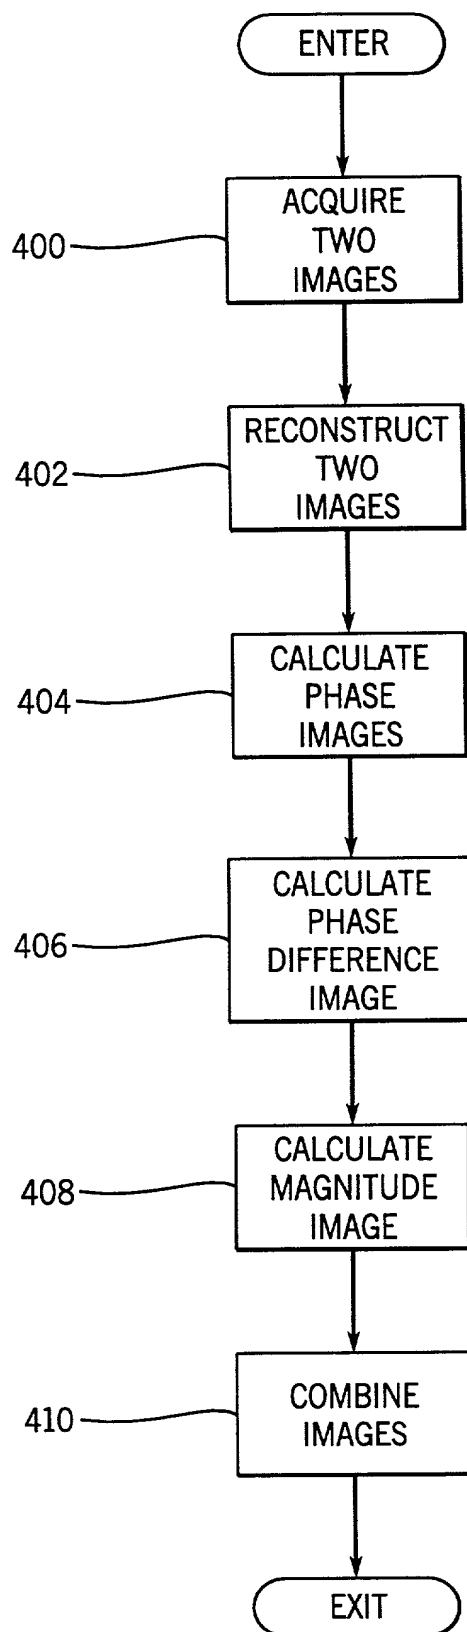 ENTER
400
ACQUIRE
TWO
IMAGES
402
RECONSTRUCT
TWO
IMAGES
404
CALCULATE
PHASE
IMAGES
406
CALCULATE
PHASE
DIFFERENCE
IMAGE
408
CALCULATE
MAGNITUDE
IMAGE
410
COMBINE
IMAGES
EXIT